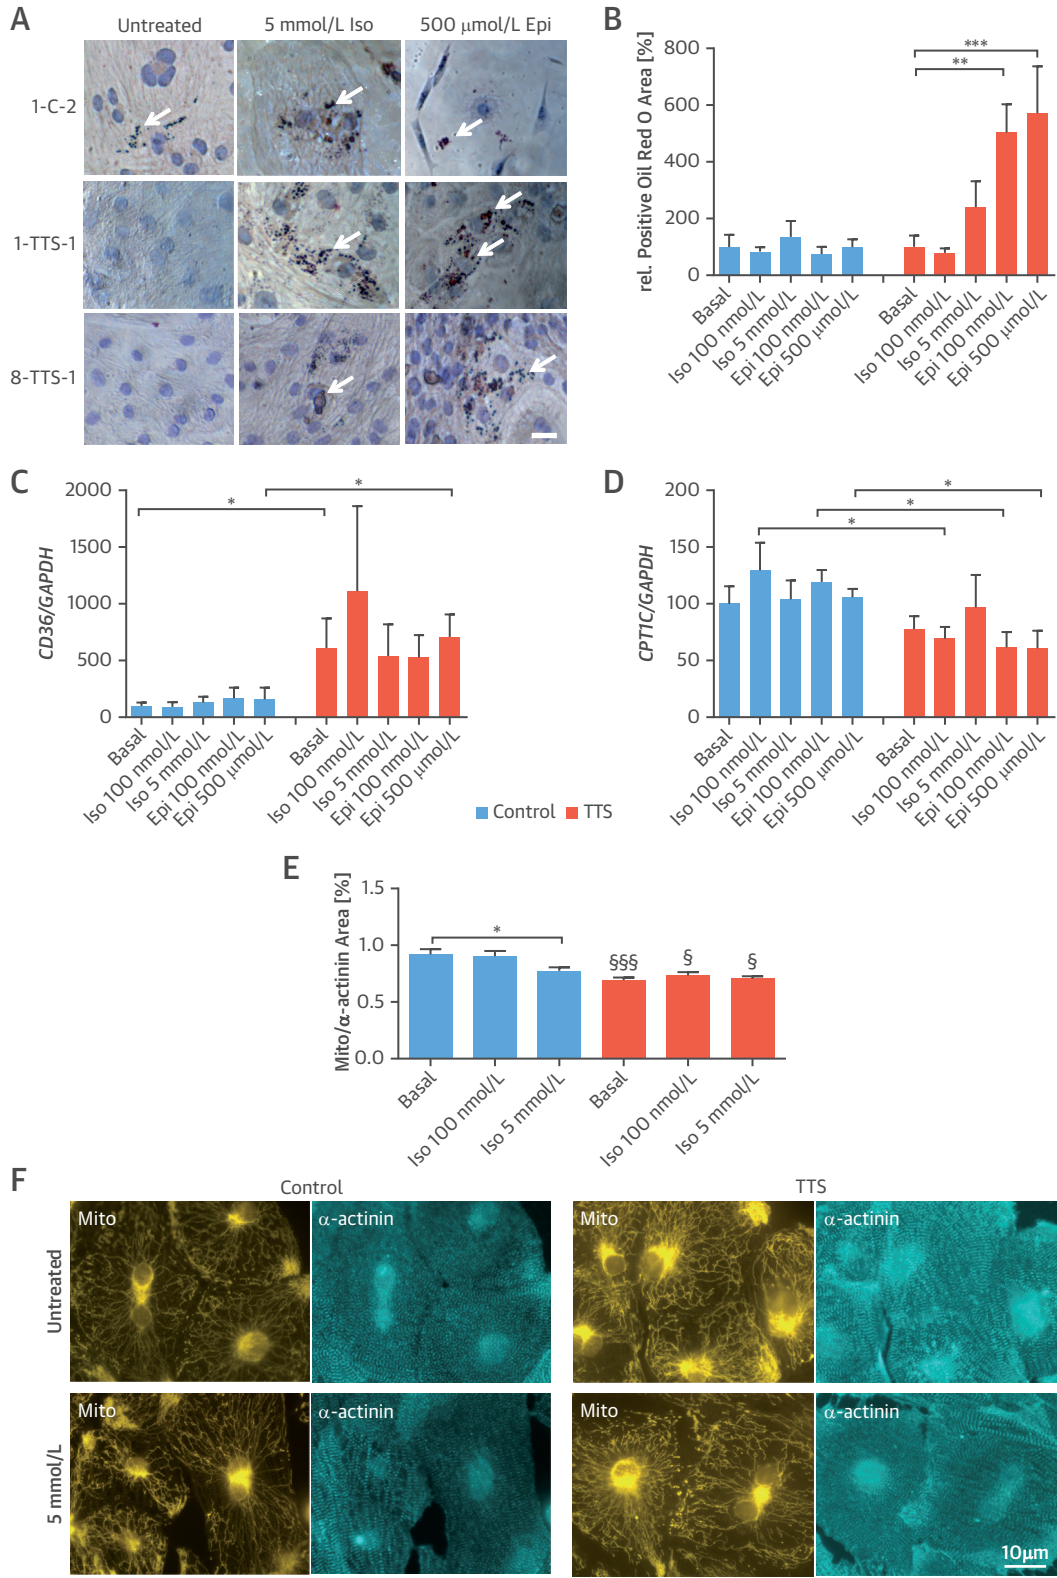 A
Untreated
5 mmol/L Iso
500 μmol/L Epi
1-C-2
1-TTS-1
8-TTS-1
B
rel. Positive Oil Red O Area [%]
800
600
400
200
0
***
**
Basal
Iso 100 nmol/L
Iso 5 mmol/L
Epi 100 nmol/L
Epi 500 μmol/L
Basal
Iso 100 nmol/L
Iso 5 mmol/L
Epi 100 nmol/L
Epi 500 μmol/L
C
CD36/GAPDH
2000
1500
1000
500
0
*
*
Basal
Iso 100 nmol/L
Iso 5 mmol/L
Epi 100 nmol/L
Epi 500 μmol/L
Basal
Iso 100 nmol/L
Iso 5 mmol/L
Epi 100 nmol/L
Epi 500 μmol/L
D
CPT1C/GAPDH
200
150
100
50
0
*
*
*
Basal
Iso 100 nmol/L
Iso 5 mmol/L
Epi 100 nmol/L
Epi 500 μmol/L
Basal
Iso 100 nmol/L
Iso 5 mmol/L
Epi 100 nmol/L
Epi 500 μmol/L
Control TTS
E
Mito/α-actinin Area [%]
1.5
1.0
0.5
0.0
*
§§§
§
§
Basal
Iso 100 nmol/L
Iso 5 mmol/L
Basal
Iso 100 nmol/L
Iso 5 mmol/L
F
Control
TTS
Untreated
Mito
α-actinin
Mito
α-actinin
5 mmol/L
Mito
α-actinin
Mito
α-actinin
10μm